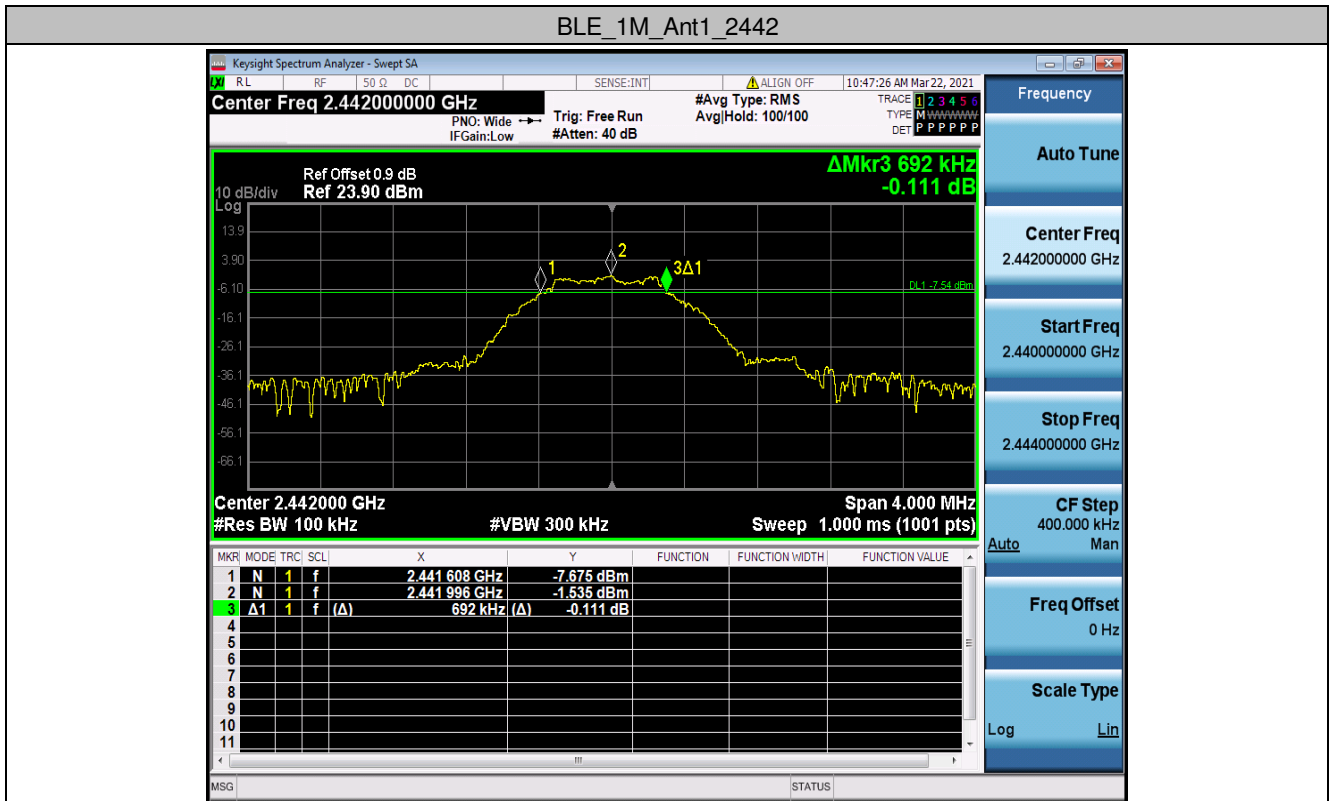 BLE_1M_Ant1_2442
Keysight Spectrum Analyzer - Swept SA
LXI RL RF 50 Ω DC SENSE:INT ALIGN OFF 10:47:26 AM Mar 22, 2021
Center Freq 2.442000000 GHz
PNO: Wide
IFGain:Low
Trig: Free Run
#Atten: 40 dB
#Avg Type: RMS
Avg|Hold: 100/100
TRACE 1 2 3 4 5 6
TYPE M W W W W W
DET P P P P P P
ΔMkr3 692 kHz
-0.111 dB
Ref Offset 0.9 dB
10 dB/div Ref 23.90 dBm
Log
13.9
3.90
-6.10
-16.1
-26.1
-36.1
-46.1
-56.1
-66.1
1
2
3Δ1
DL1 -7.54 dBm
Center 2.442000 GHz Span 4.000 MHz
#Res BW 100 kHz #VBW 300 kHz Sweep 1.000 ms (1001 pts)
MKR MODE TRC SCL X Y FUNCTION FUNCTION WIDTH FUNCTION VALUE
1 N 1 f 2.441 608 GHz -7.675 dBm
2 N 1 f 2.441 996 GHz -1.535 dBm
3 Δ1 1 f (Δ) 692 kHz (Δ) -0.111 dB
4
5
6
7
8
9
10
11
MSG STATUS
Frequency
Auto Tune
Center Freq
2.442000000 GHz
Start Freq
2.440000000 GHz
Stop Freq
2.444000000 GHz
CF Step
400.000 kHz
Auto Man
Freq Offset
0 Hz
Scale Type
Log Lin